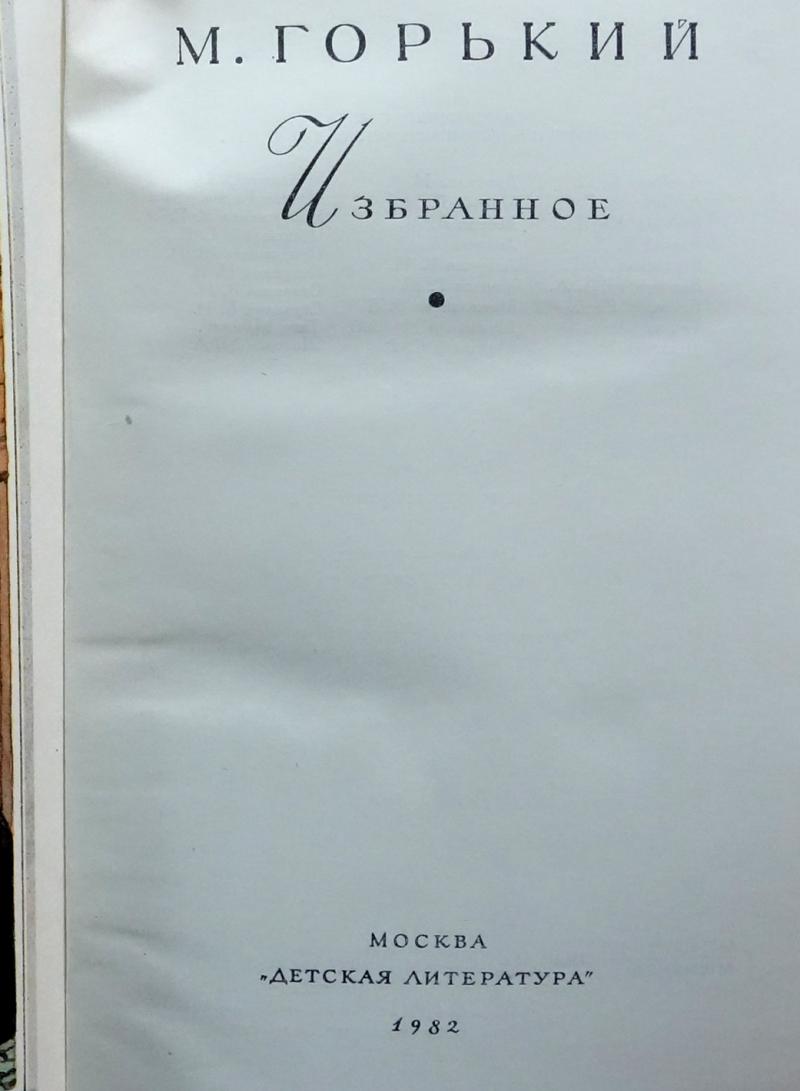 М. ГОРЬКИЙ
Избранное
•
МОСКВА
„ДЕТСКАЯ ЛИТЕРАТУРА"
1982